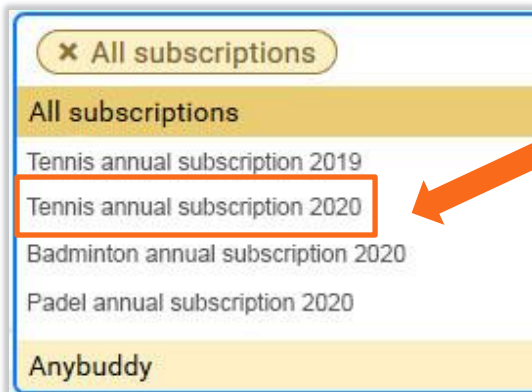 × All subscriptions
All subscriptions
Tennis annual subscription 2019
Tennis annual subscription 2020
Badminton annual subscription 2020
Padel annual subscription 2020
Anybuddy